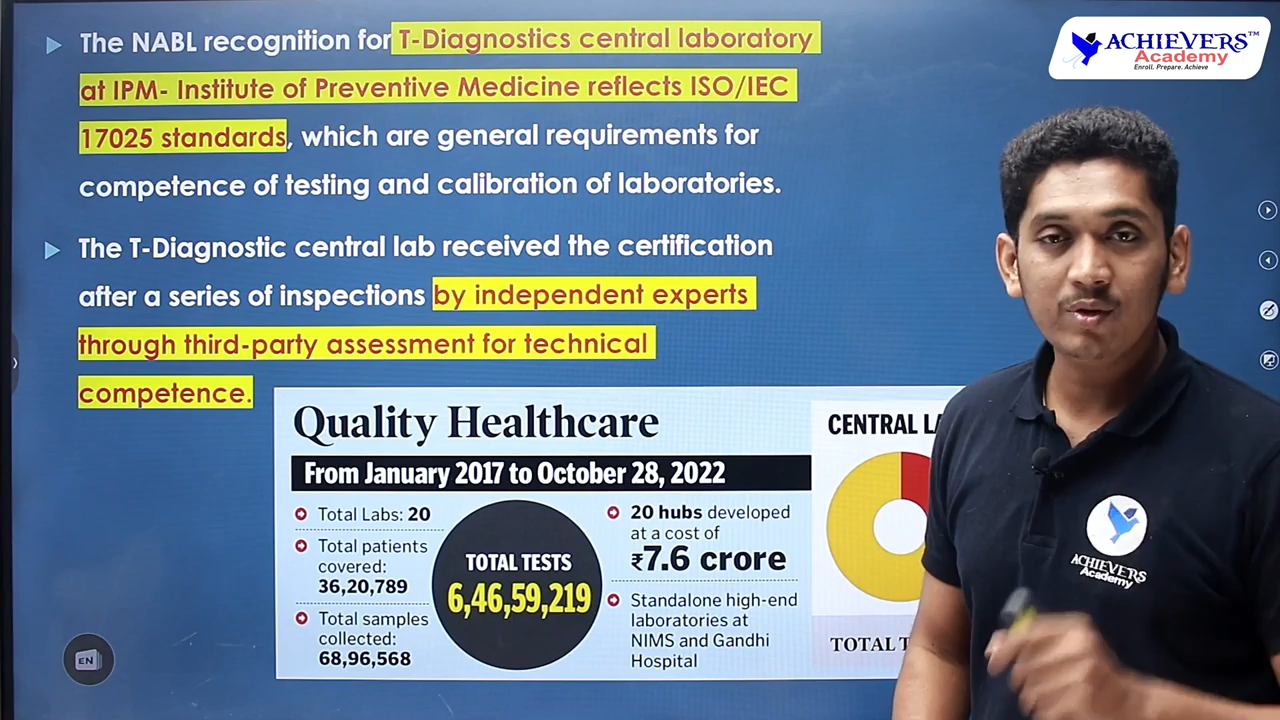 The NABL recognition for T-Diagnostics central laboratory
at IPM- Institute of Preventive Medicine reflects ISO/IEC
17025 standards, which are general requirements for
competence of testing and calibration of laboratories.
The T-Diagnostic central lab received the certification
after a series of inspections by independent experts
through third-party assessment for technical
competence.
ACHIEVERS™
Academy
Enroll. Prepare. Achieve
Quality Healthcare
From January 2017 to October 28, 2022
Total Labs: 20
Total patients
covered:
36,20,789
Total samples
collected:
68,96,568
TOTAL TESTS
6,46,59,219
20 hubs developed
at a cost of
₹7.6 crore
Standalone high-end
laboratories at
NIMS and Gandhi
Hospital
CENTRAL
TOTAL
EN
ACHIEVERS
Academy